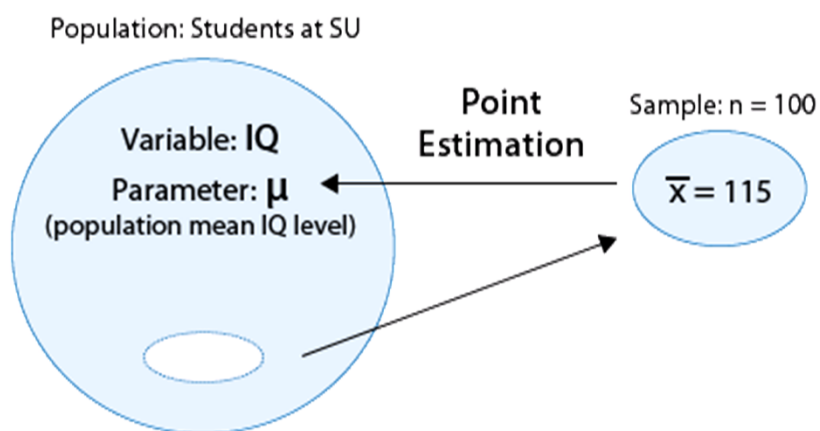 Population: Students at SU
Variable: IQ
Parameter: μ
(population mean IQ level)
Point
Estimation
Sample: n = 100
x̅ = 115